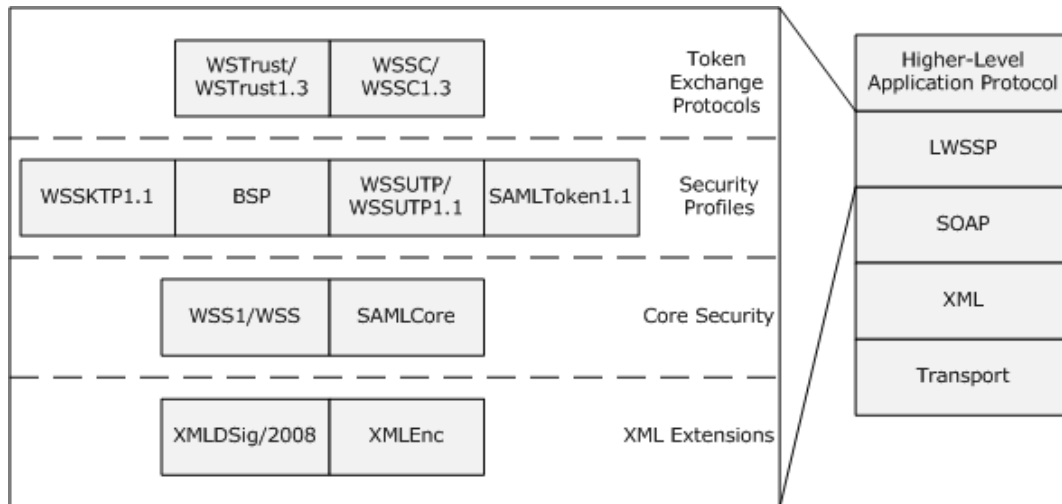 WSTrust/
WSTrust1.3
WSSC/
WSSC1.3
Token
Exchange
Protocols
WSSKTP1.1
BSP
WSSUTP/
WSSUTP1.1
SAMLToken1.1
Security
Profiles
WSS1/WSS
SAMLCore
Core Security
XMLDSig/2008
XMLEnc
XML Extensions
Higher-Level
Application Protocol
LWSSP
SOAP
XML
Transport